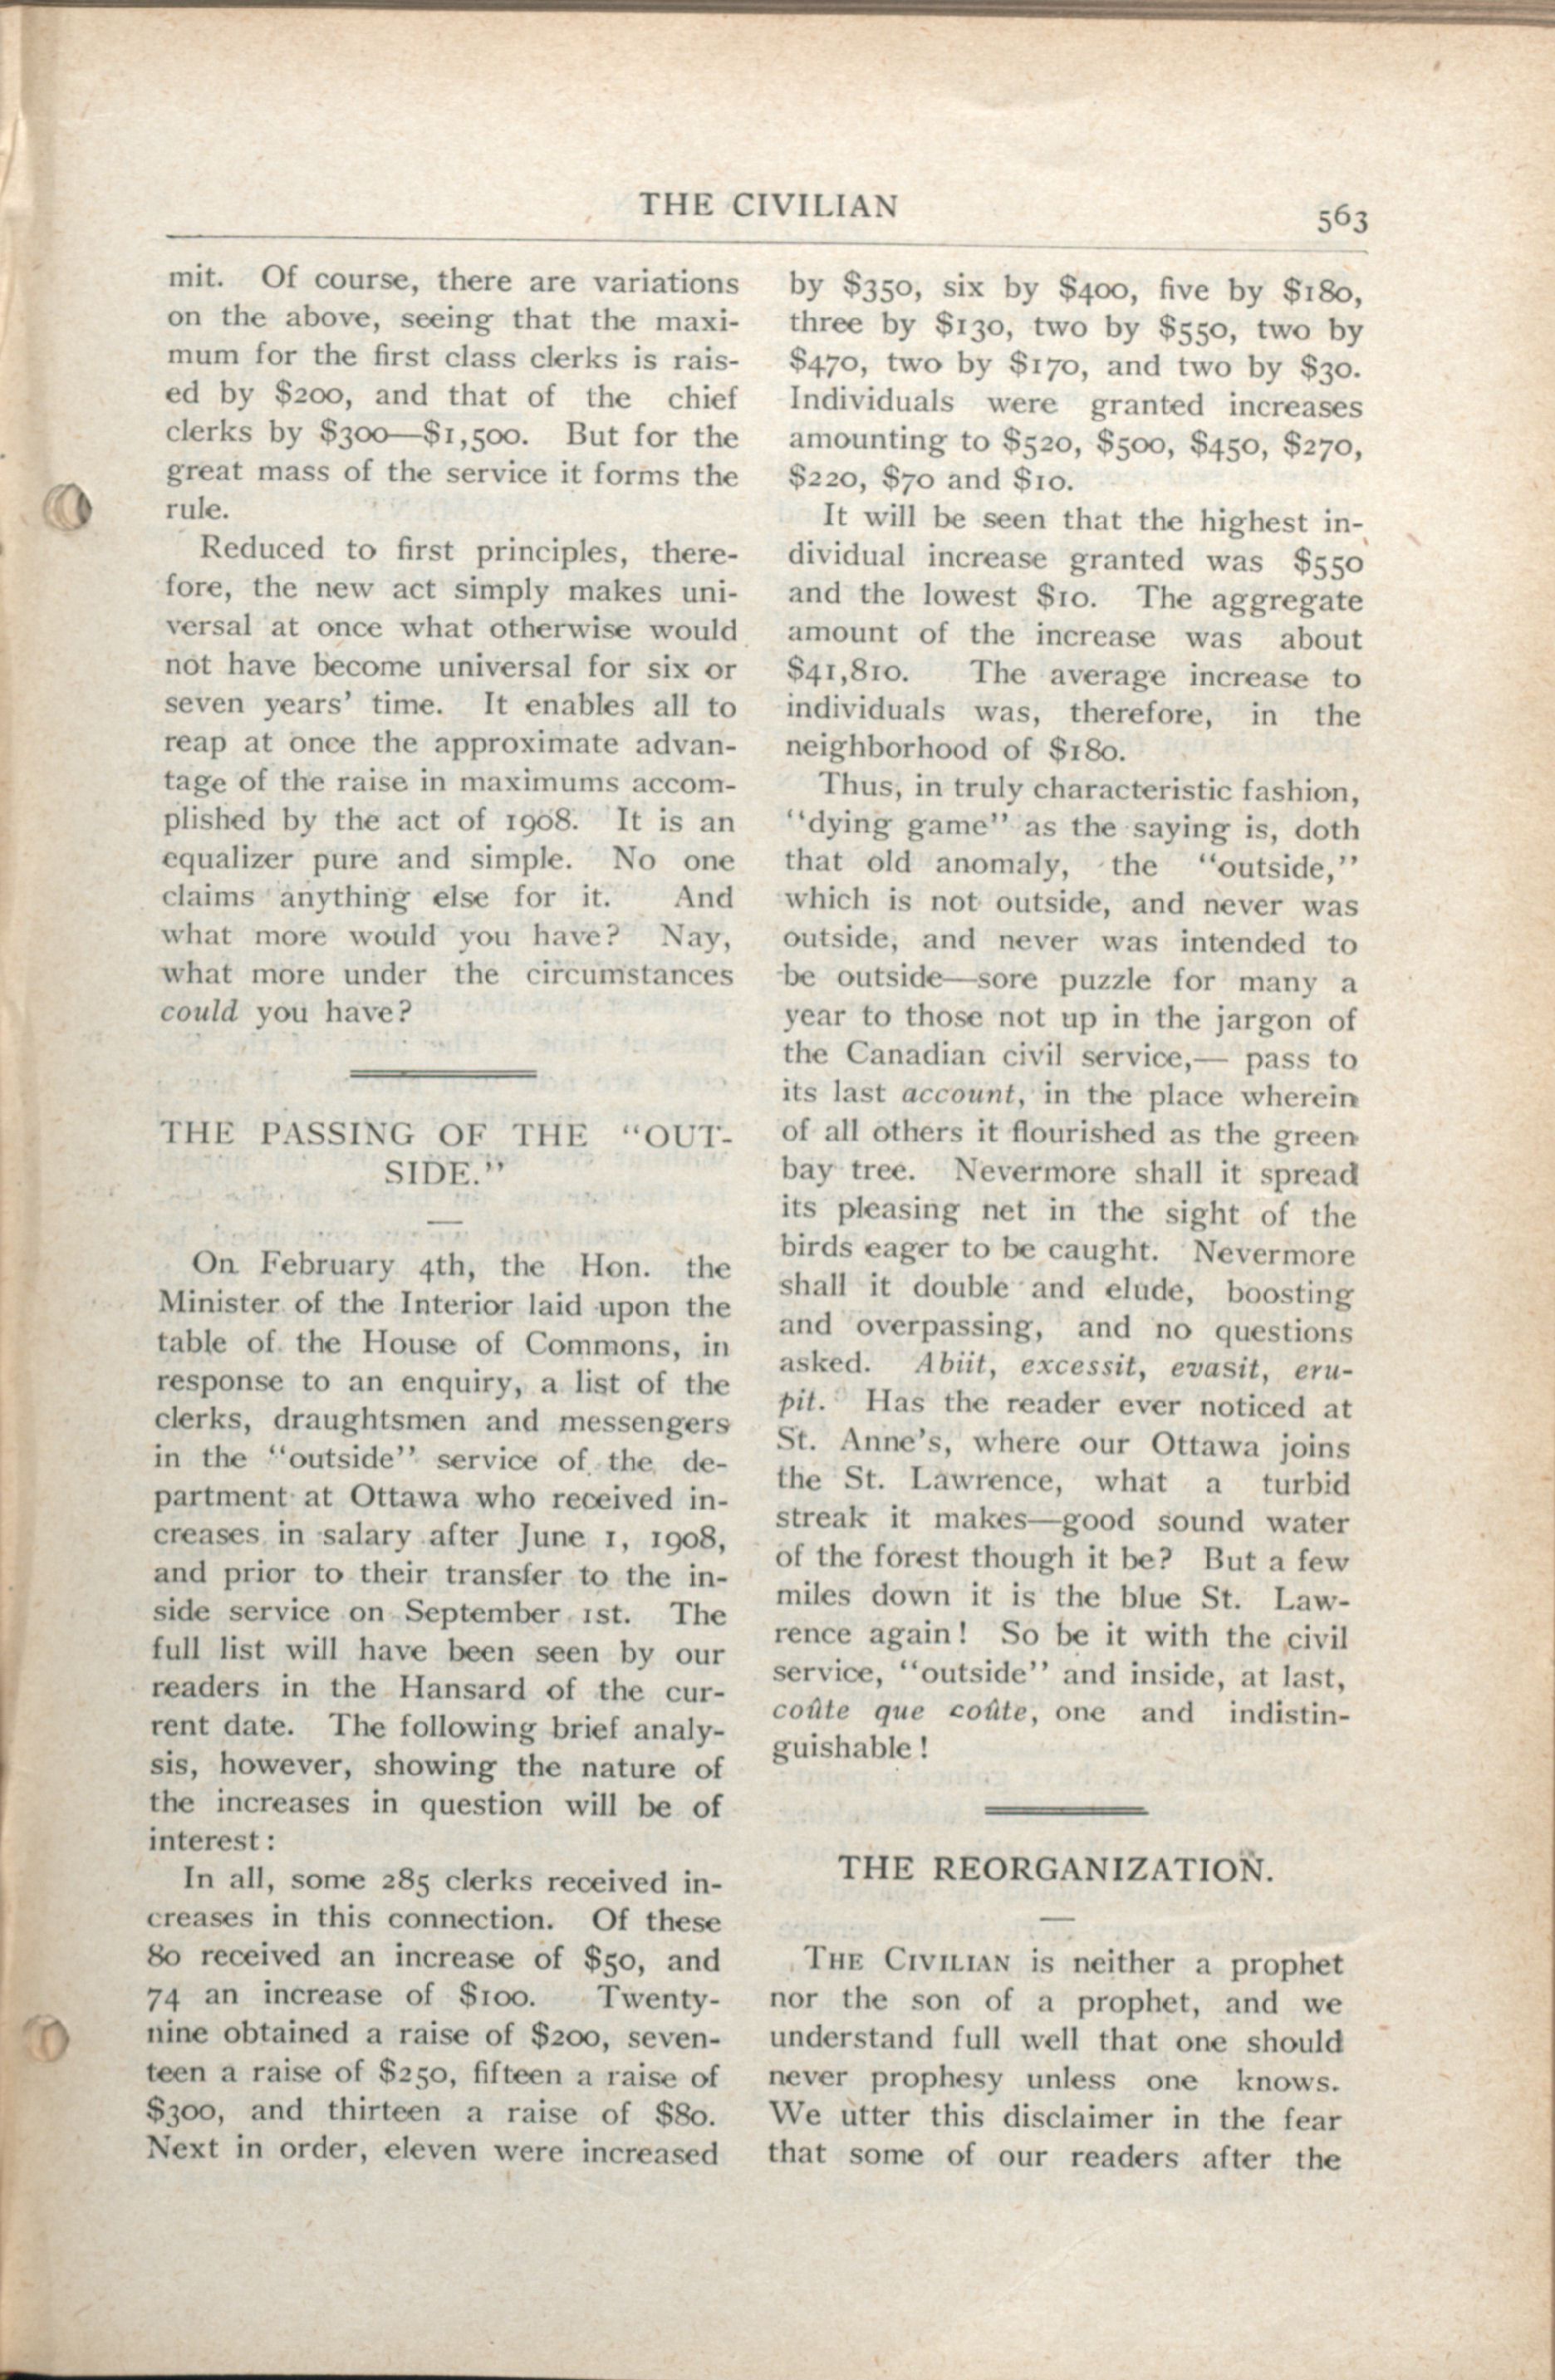 THE CIVILIAN
563
mit. Of course, there are variations
on the above, seeing that the maxi-
mum for the first class clerks is rais-
ed by $200, and that of the chief
clerks by $300—$1,500. But for the
great mass of the service it forms the
rule.
Reduced to first principles, there-
fore, the new act simply makes uni-
versal at once what otherwise would
not have become universal for six or
seven years' time. It enables all to
reap at once the approximate advan-
tage of the raise in maximums accom-
plished by the act of 1908. It is an
equalizer pure and simple. No one
claims anything else for it. And
what more would you have? Nay,
what more under the circumstances
could you have?
THE PASSING OF THE "OUT-
SIDE."
On February 4th, the Hon. the
Minister of the Interior laid upon the
table of the House of Commons, in
response to an enquiry, a list of the
clerks, draughtsmen and messengers
in the "outside" service of the de-
partment at Ottawa who received in-
creases in salary after June 1, 1908,
and prior to their transfer to the in-
side service on September 1st. The
full list will have been seen by our
readers in the Hansard of the cur-
rent date. The following brief analy-
sis, however, showing the nature of
the increases in question will be of
interest:
In all, some 285 clerks received in-
creases in this connection. Of these
80 received an increase of $50, and
74 an increase of $100. Twenty-
nine obtained a raise of $200, seven-
teen a raise of $250, fifteen a raise of
$300, and thirteen a raise of $80.
Next in order, eleven were increased
by $350, six by $400, five by $180,
three by $130, two by $550, two by
$470, two by $170, and two by $30.
Individuals were granted increases
amounting to $520, $500, $450, $270,
$220, $70 and $10.
It will be seen that the highest in-
dividual increase granted was $550
and the lowest $10. The aggregate
amount of the increase was about
$41,810. The average increase to
individuals was, therefore, in the
neighborhood of $180.
Thus, in truly characteristic fashion,
"dying game" as the saying is, doth
that old anomaly, the "outside,"
which is not outside, and never was
outside, and never was intended to
be outside—sore puzzle for many a
year to those not up in the jargon of
the Canadian civil service,— pass to
its last account, in the place wherein
of all others it flourished as the green
bay tree. Nevermore shall it spread
its pleasing net in the sight of the
birds eager to be caught. Nevermore
shall it double and elude, boosting
and overpassing, and no questions
asked. Abiit, excessit, evasit, eru-
pit. Has the reader ever noticed at
St. Anne's, where our Ottawa joins
the St. Lawrence, what a turbid
streak it makes—good sound water
of the forest though it be? But a few
miles down it is the blue St. Law-
rence again! So be it with the civil
service, "outside" and inside, at last,
coûte que coûte, one and indistin-
guishable!
THE REORGANIZATION.
THE CIVILIAN is neither a prophet
nor the son of a prophet, and we
understand full well that one should
never prophesy unless one knows.
We utter this disclaimer in the fear
that some of our readers after the